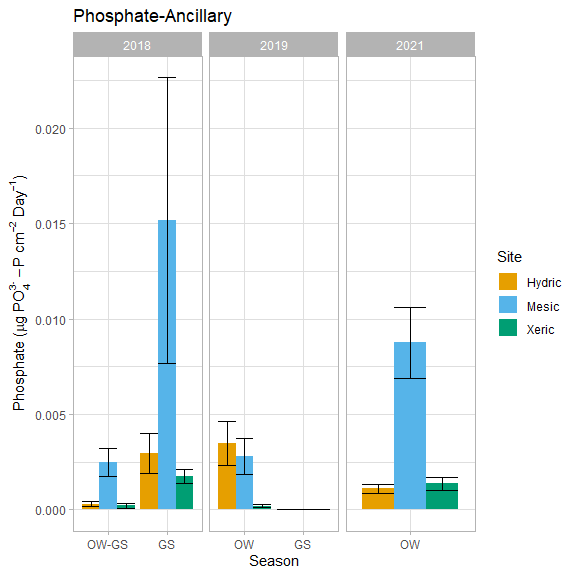 Phosphate-Ancillary
2018 2019 2021
Phosphate (μg PO₄³⁻ −P cm⁻² Day⁻¹)
0.020
0.015
0.010
0.005
0.000
OW-GS GS OW GS OW
Season
Site
Hydric
Mesic
Xeric